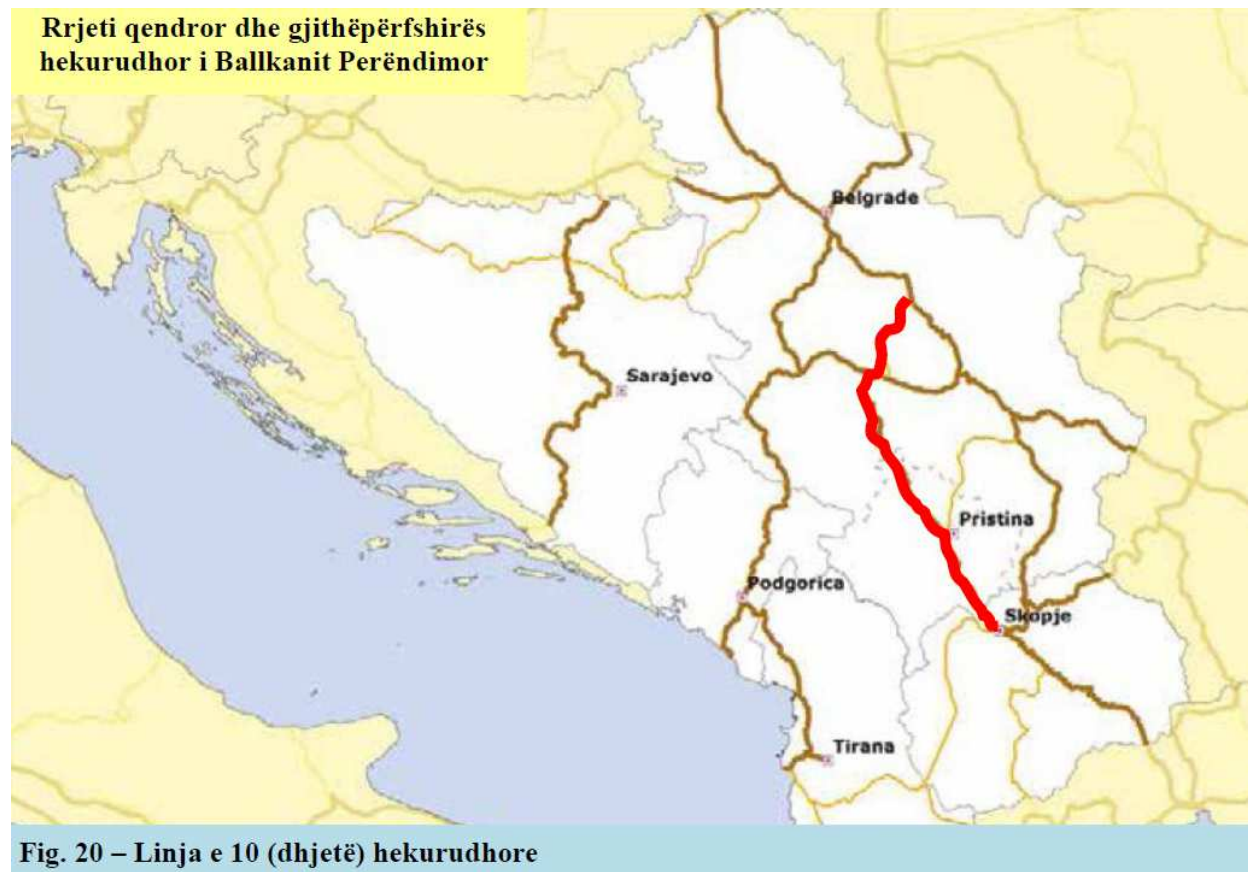 Rrjeti qendror dhe gjithëpërfshirës
hekurudhor i Ballkanit Perëndimor
Belgrade
Sarajevo
Pristina
Podgorica
Skopje
Tirana
Fig. 20 – Linja e 10 (dhjetë) hekurudhore